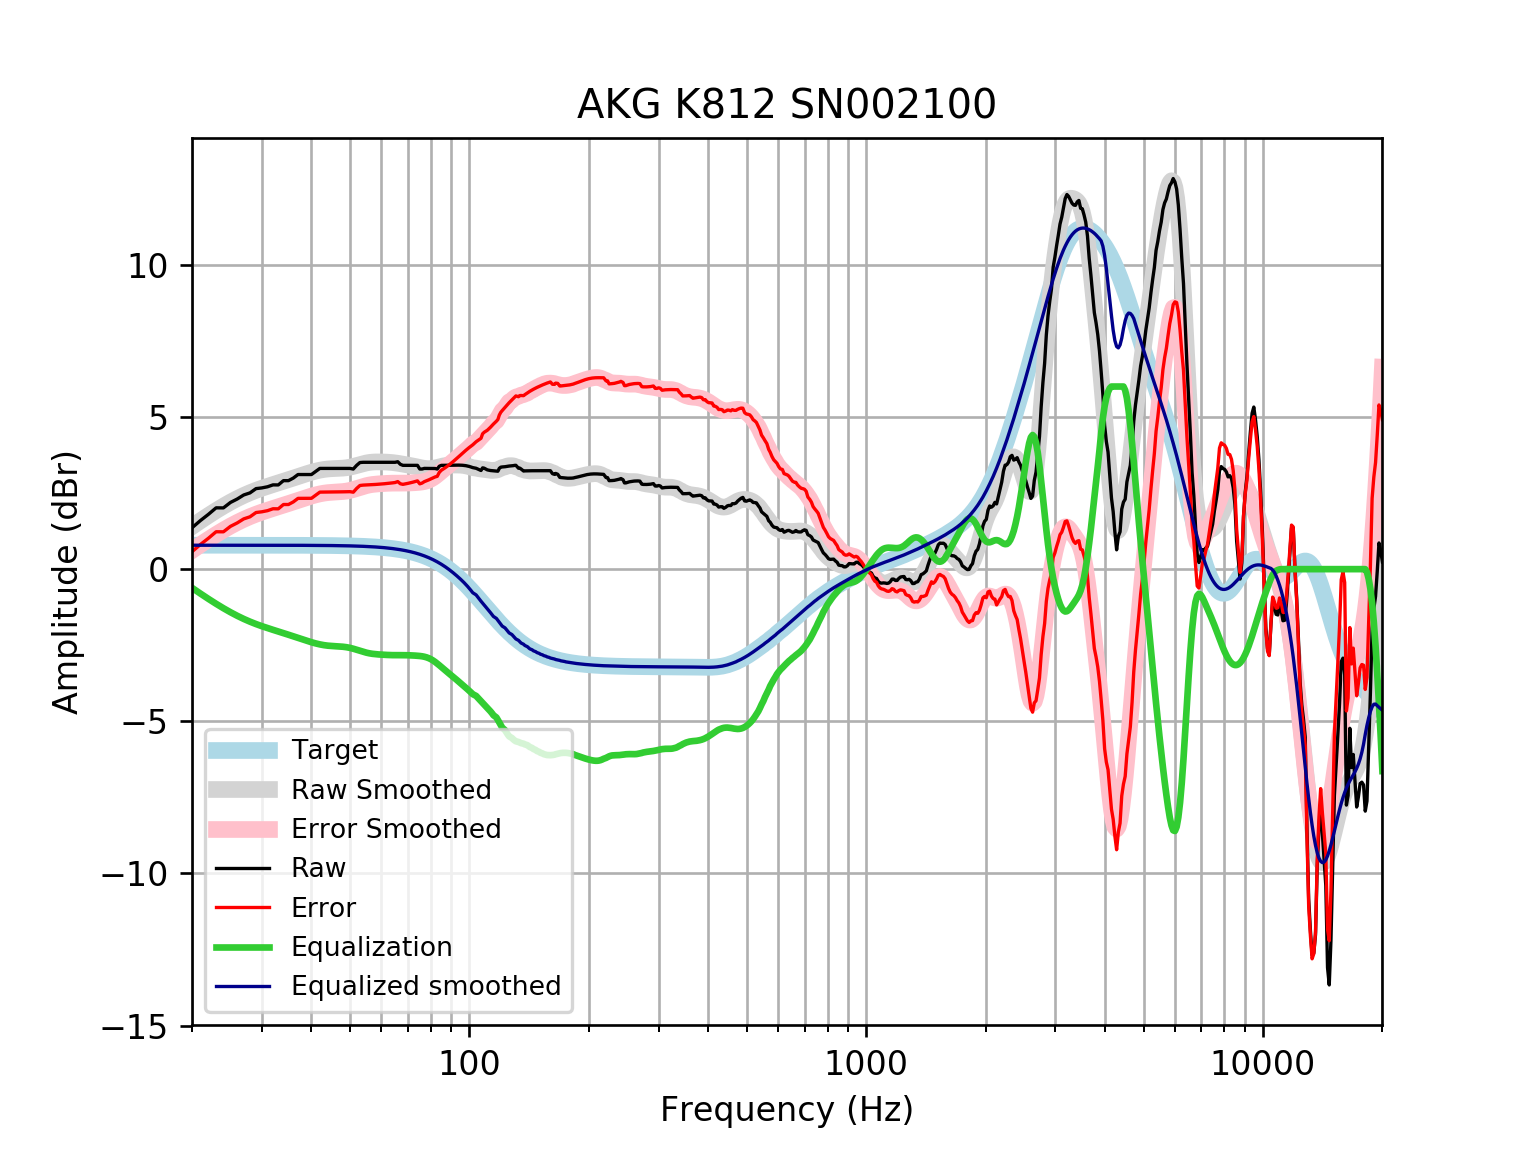 AKG K812 SN002100
Amplitude (dBr)
10
5
0
−5
−10
−15
Target
Raw Smoothed
Error Smoothed
Raw
Error
Equalization
Equalized smoothed
100
1000
10000
Frequency (Hz)